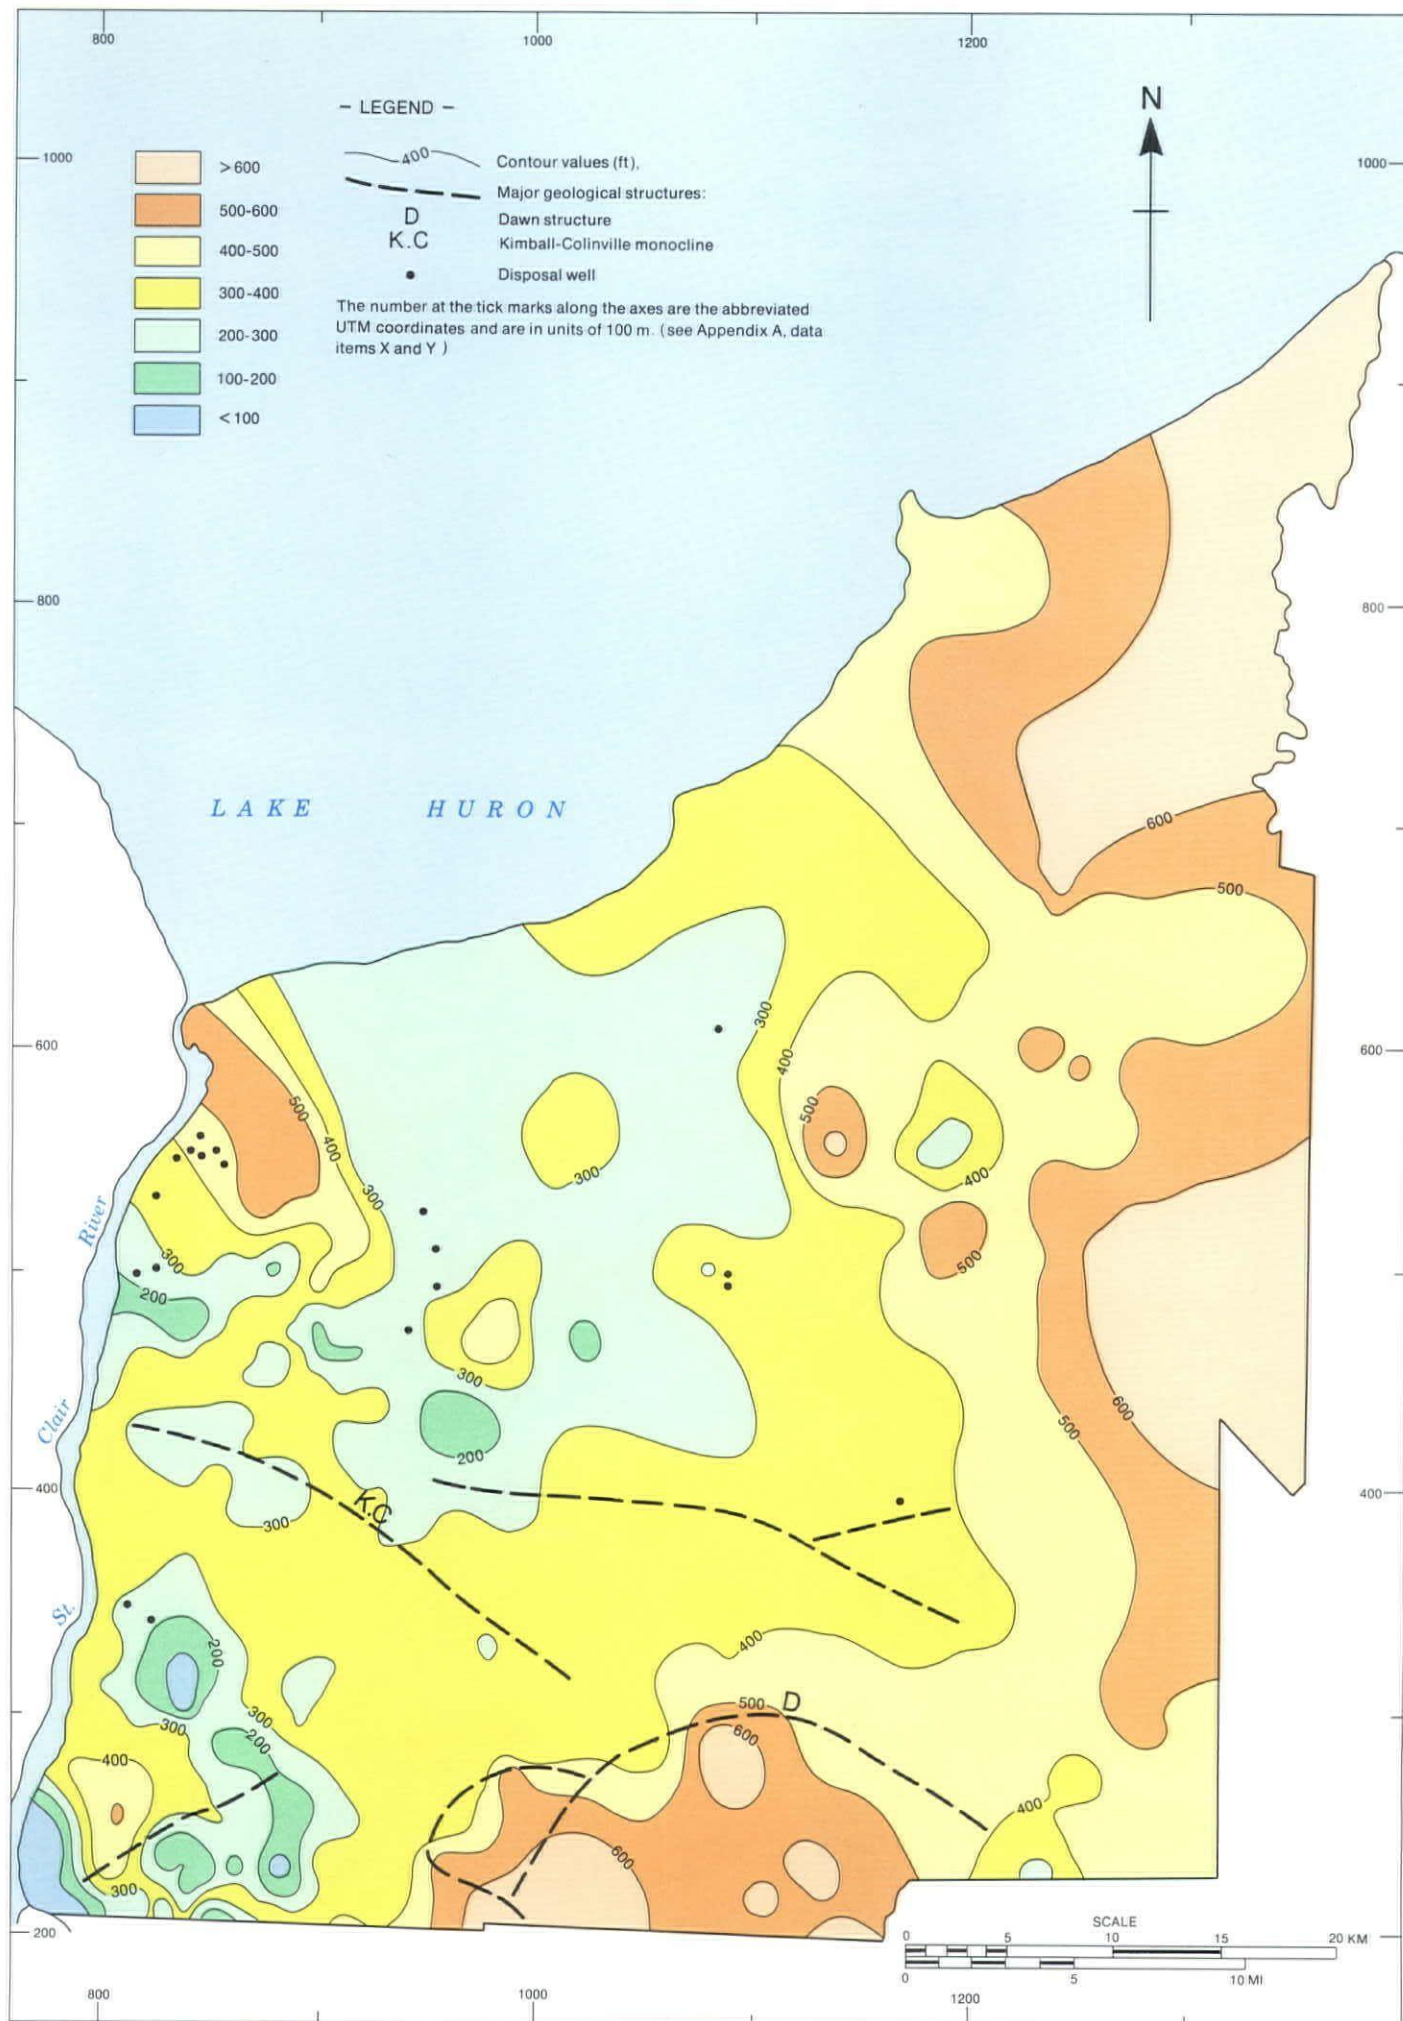 800
1000
1200
- LEGEND -
N
>600
500-600
400-500
300-400
200-300
100-200
<100
400
Contour values (ft),
Major geological structures:
D
Dawn structure
K.C
Kimball-Colinville monocline
Disposal well
The number at the tick marks along the axes are the abbreviated
UTM coordinates and are in units of 100 m. (see Appendix A, data
items X and Y )
1000
1000
800
800
LAKE HURON
600
500
300
400
600
600
500
500
400
300
300
400
500
300
200
300
600
500
200
400
400
K.C
300
St. Clair River
400
200
300
300
200
500
D
600
400
400
600
300
200
SCALE
0 5 10 15 20 KM
0 5 10 MI
800
1000
1200